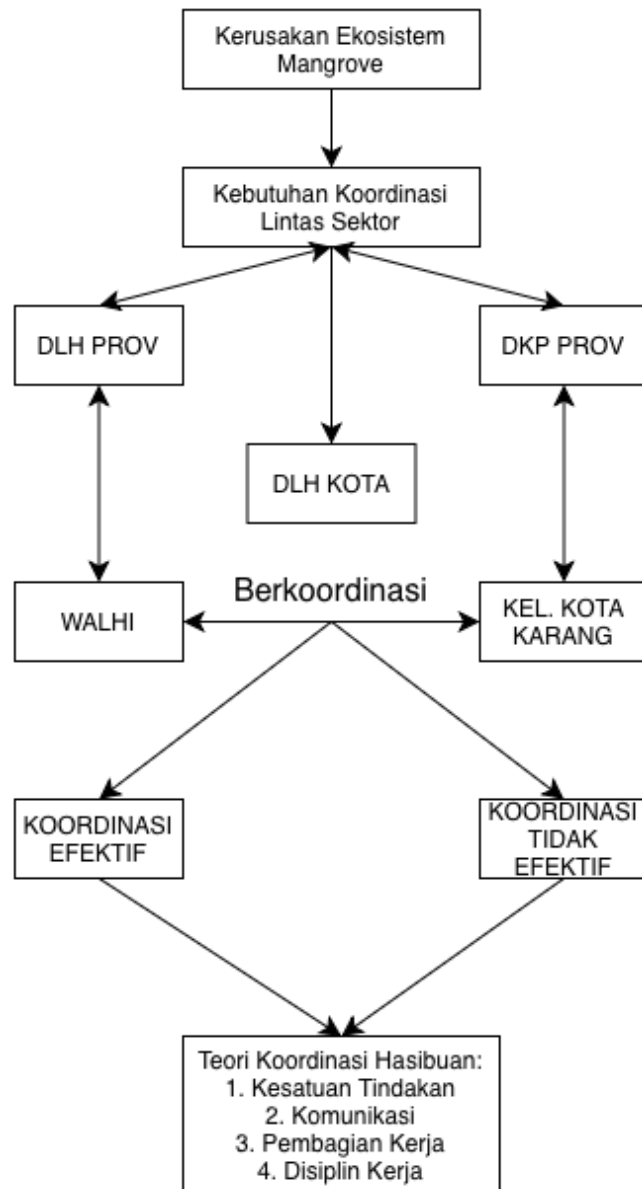 Kerusakan Ekosistem
Mangrove
Kebutuhan Koordinasi
Lintas Sektor
DLH PROV
DKP PROV
DLH KOTA
Berkoordinasi
WALHI
KEL. KOTA
KARANG
KOORDINASI
EFEKTIF
KOORDINASI
TIDAK
EFEKTIF
Teori Koordinasi Hasibuan:
1. Kesatuan Tindakan
2. Komunikasi
3. Pembagian Kerja
4. Disiplin Kerja